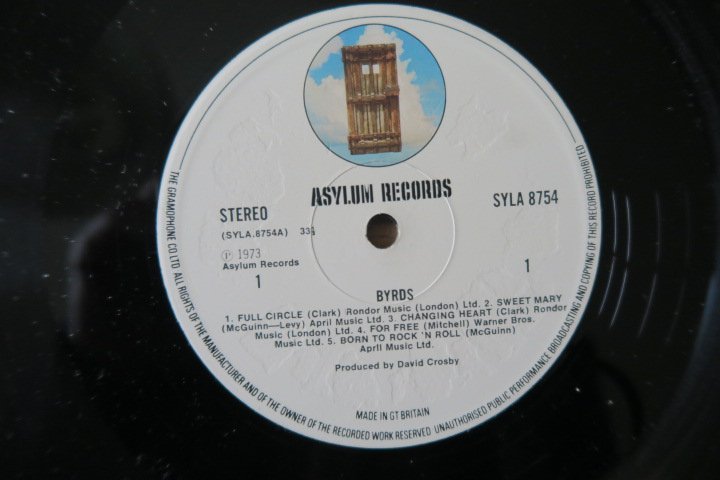 ASYLUM RECORDS
STEREO
SYLA 8754
(SYLA.8754A) 33⅓
Ⓟ 1973
Asylum Records
1
1
BYRDS
1. FULL CIRCLE (Clark) Rondor Music (London) Ltd. 2. SWEET MARY
(McGuinn—Levy) April Music Ltd. 3. CHANGING HEART (Clark) Rondor
Music (London) Ltd. 4. FOR FREE (Mitchell) Warner Bros.
Music Ltd. 5. BORN TO ROCK 'N ROLL (McGuinn)
April Music Ltd.
Produced by David Crosby
MADE IN GT BRITAIN
THE GRAMOPHONE CO LTD ALL RIGHTS OF THE MANUFACTURER AND OF THE OWNER OF THE RECORDED WORK RESERVED UNAUTHORISED PUBLIC PERFORMANCE BROADCASTING AND COPYING OF THIS RECORD PROHIBITED